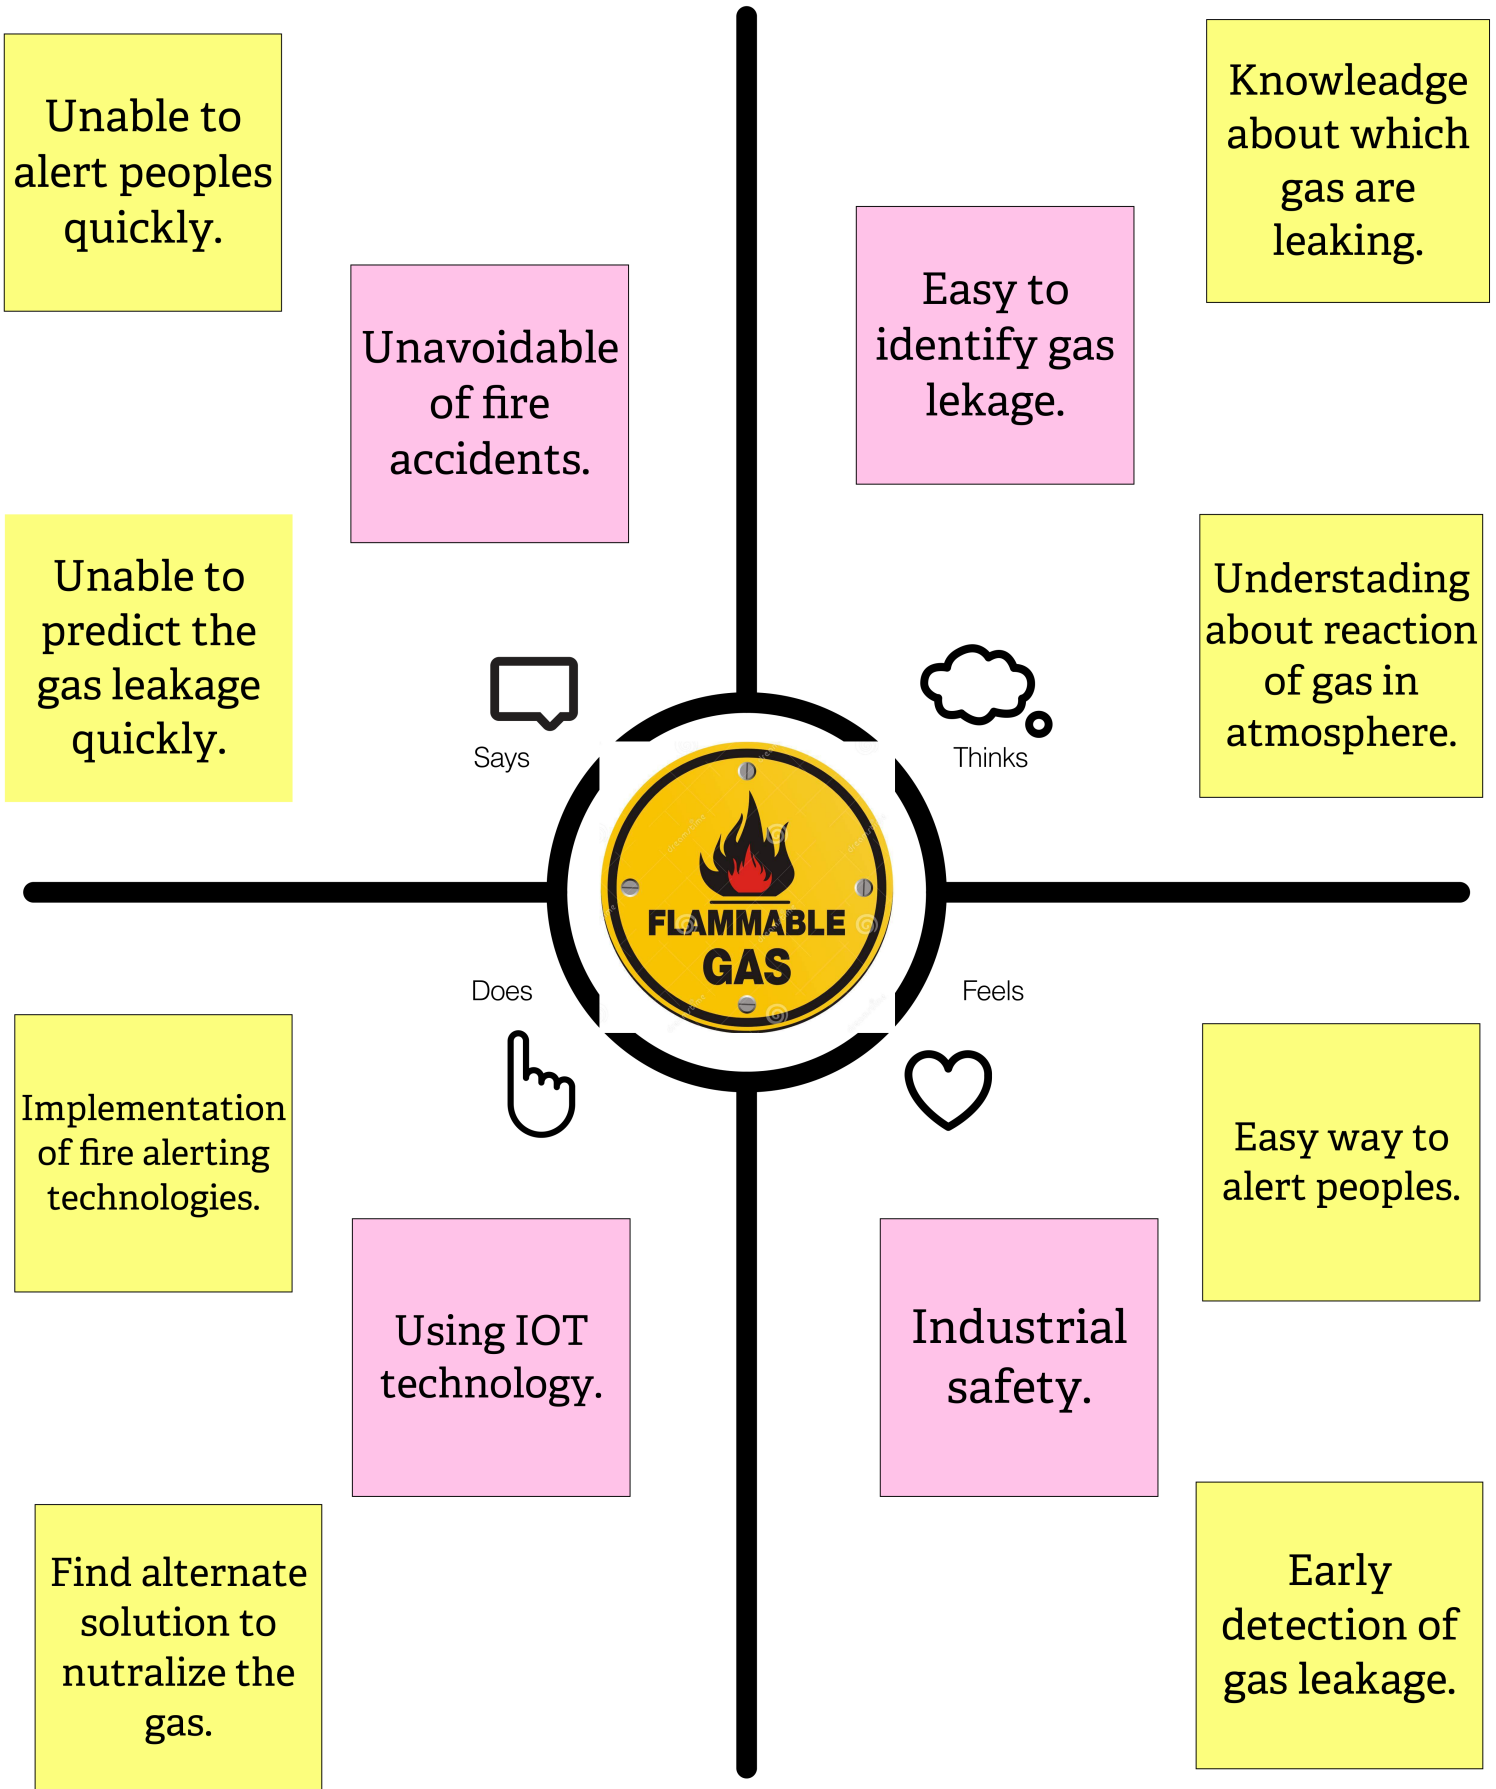 Unable to
alert peoples
quickly.
Unavoidable
of fire
accidents.
Unable to
predict the
gas leakage
quickly.
Says
Knowleadge
about which
gas are
leaking.
Easy to
identify gas
lekage.
Understading
about reaction
of gas in
atmosphere.
Thinks
FLAMMABLE
GAS
Does
Implementation
of fire alerting
technologies.
Using IOT
technology.
Find alternate
solution to
nutralize the
gas.
Feels
Easy way to
alert peoples.
Industrial
safety.
Early
detection of
gas leakage.